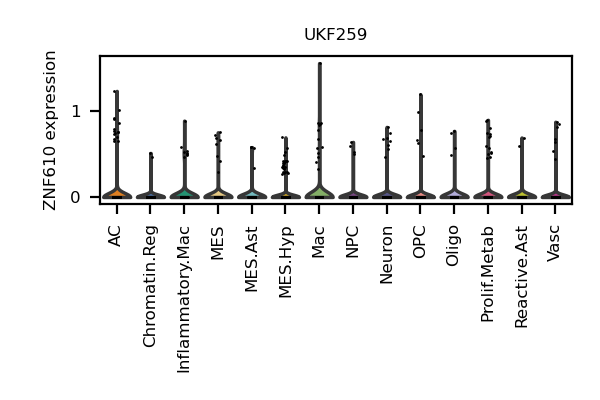 UKF259
ZNF610 expression
1
0
AC
Chromatin.Reg
Inflammatory.Mac
MES
MES.Ast
MES.Hyp
Mac
NPC
Neuron
OPC
Oligo
Prolif.Metab
Reactive.Ast
Vasc